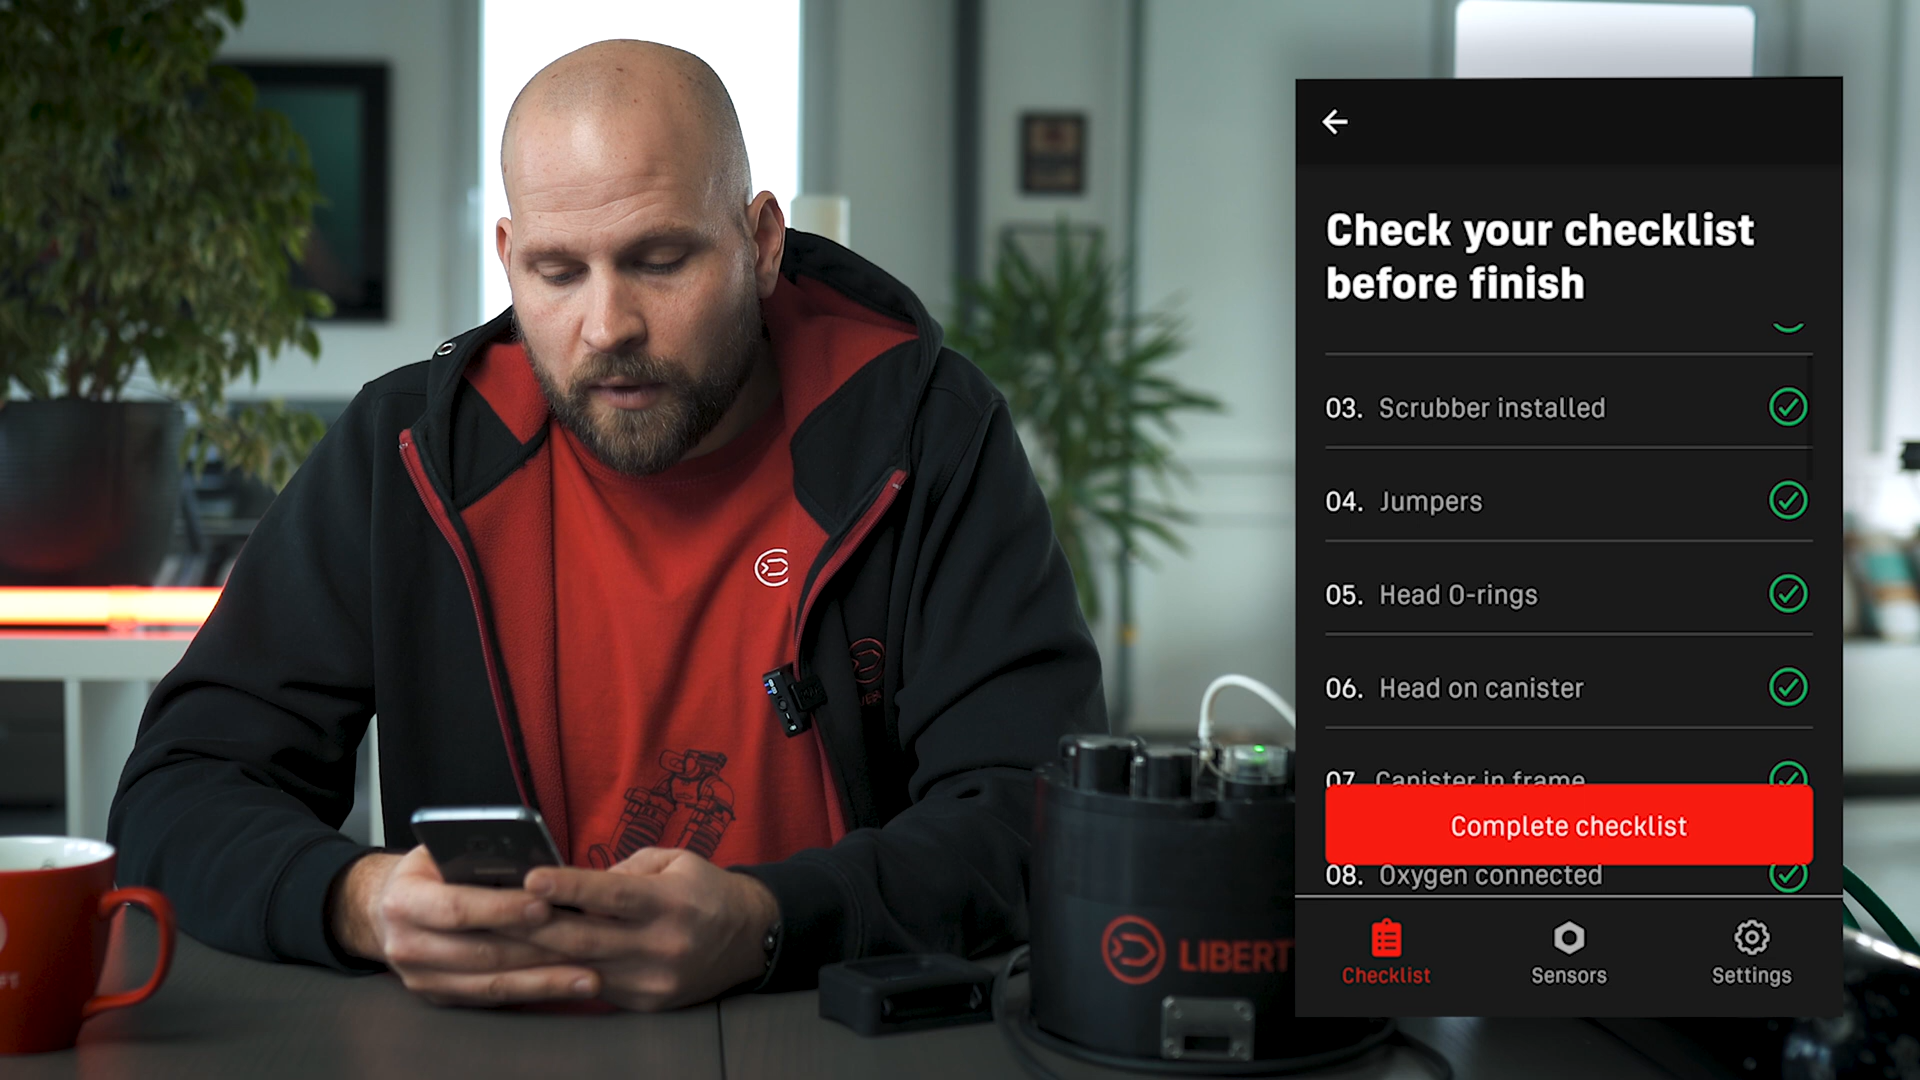 Check your checklist
before finish
03. Scrubber installed
04. Jumpers
05. Head O-rings
06. Head on canister
07. Canister in frame
Complete checklist
08. Oxygen connected
Checklist
Sensors
Settings
LIBERT
FT